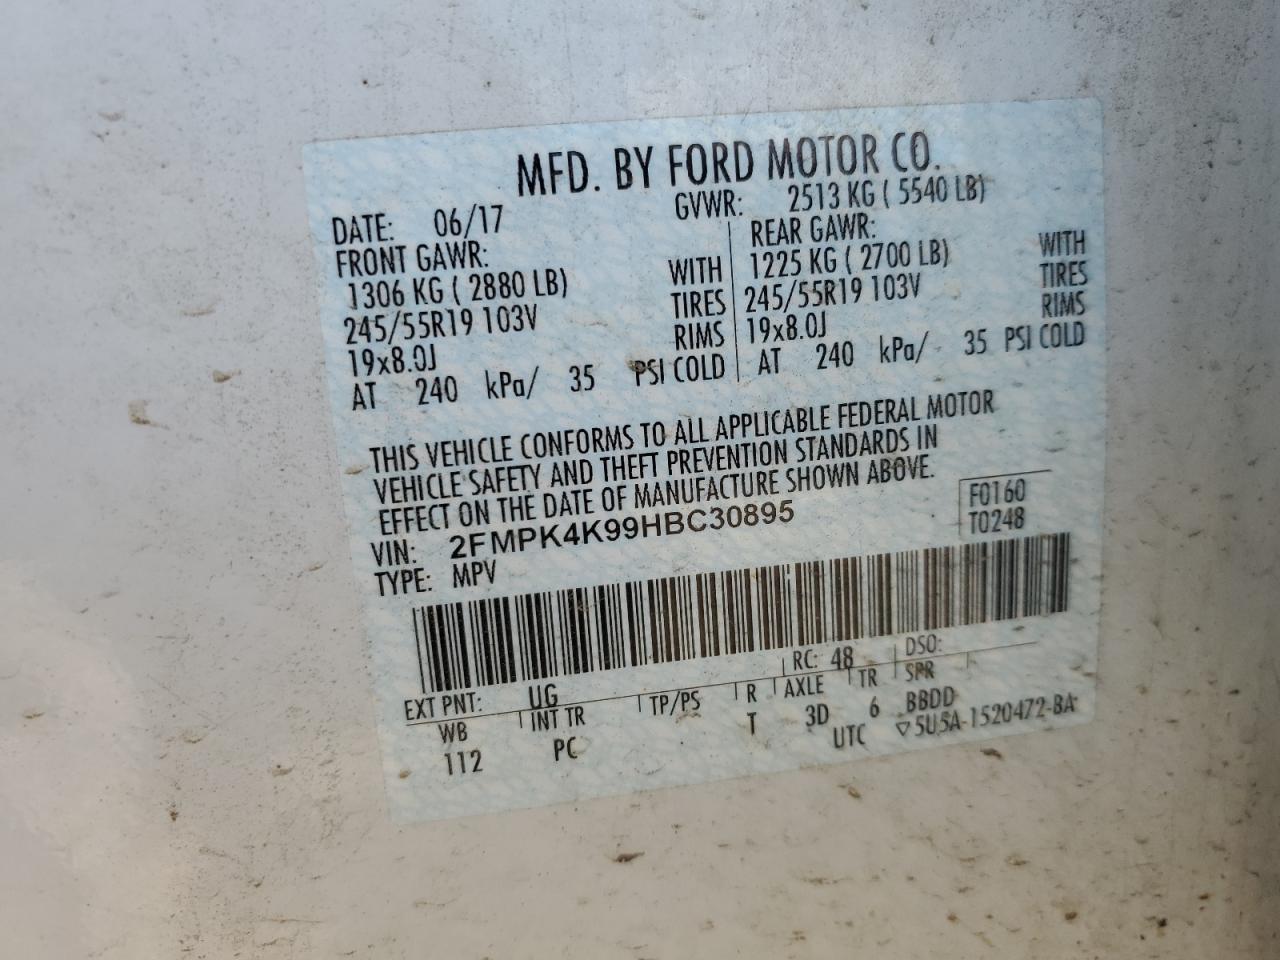 MFD. BY FORD MOTOR CO.
DATE: 06/17 GVWR: 2513 KG ( 5540 LB)
FRONT GAWR: REAR GAWR:
1306 KG ( 2880 LB) WITH 1225 KG ( 2700 LB) WITH
245/55R19 103V TIRES 245/55R19 103V TIRES
19x8.0J RIMS 19x8.0J RIMS
AT 240 kPa/ 35 PSI COLD AT 240 kPa/ 35 PSI COLD
THIS VEHICLE CONFORMS TO ALL APPLICABLE FEDERAL MOTOR
VEHICLE SAFETY AND THEFT PREVENTION STANDARDS IN
EFFECT ON THE DATE OF MANUFACTURE SHOWN ABOVE.
F0160
VIN: 2FMPK4K99HBC30895 T0248
TYPE: MPV
EXT PNT: UG RC: 48 DSO:
WB INT TR TP/PS R AXLE TR SPR
112 PC T 3D 6 BBDD
UTC ▽5U5A-1520472-BA